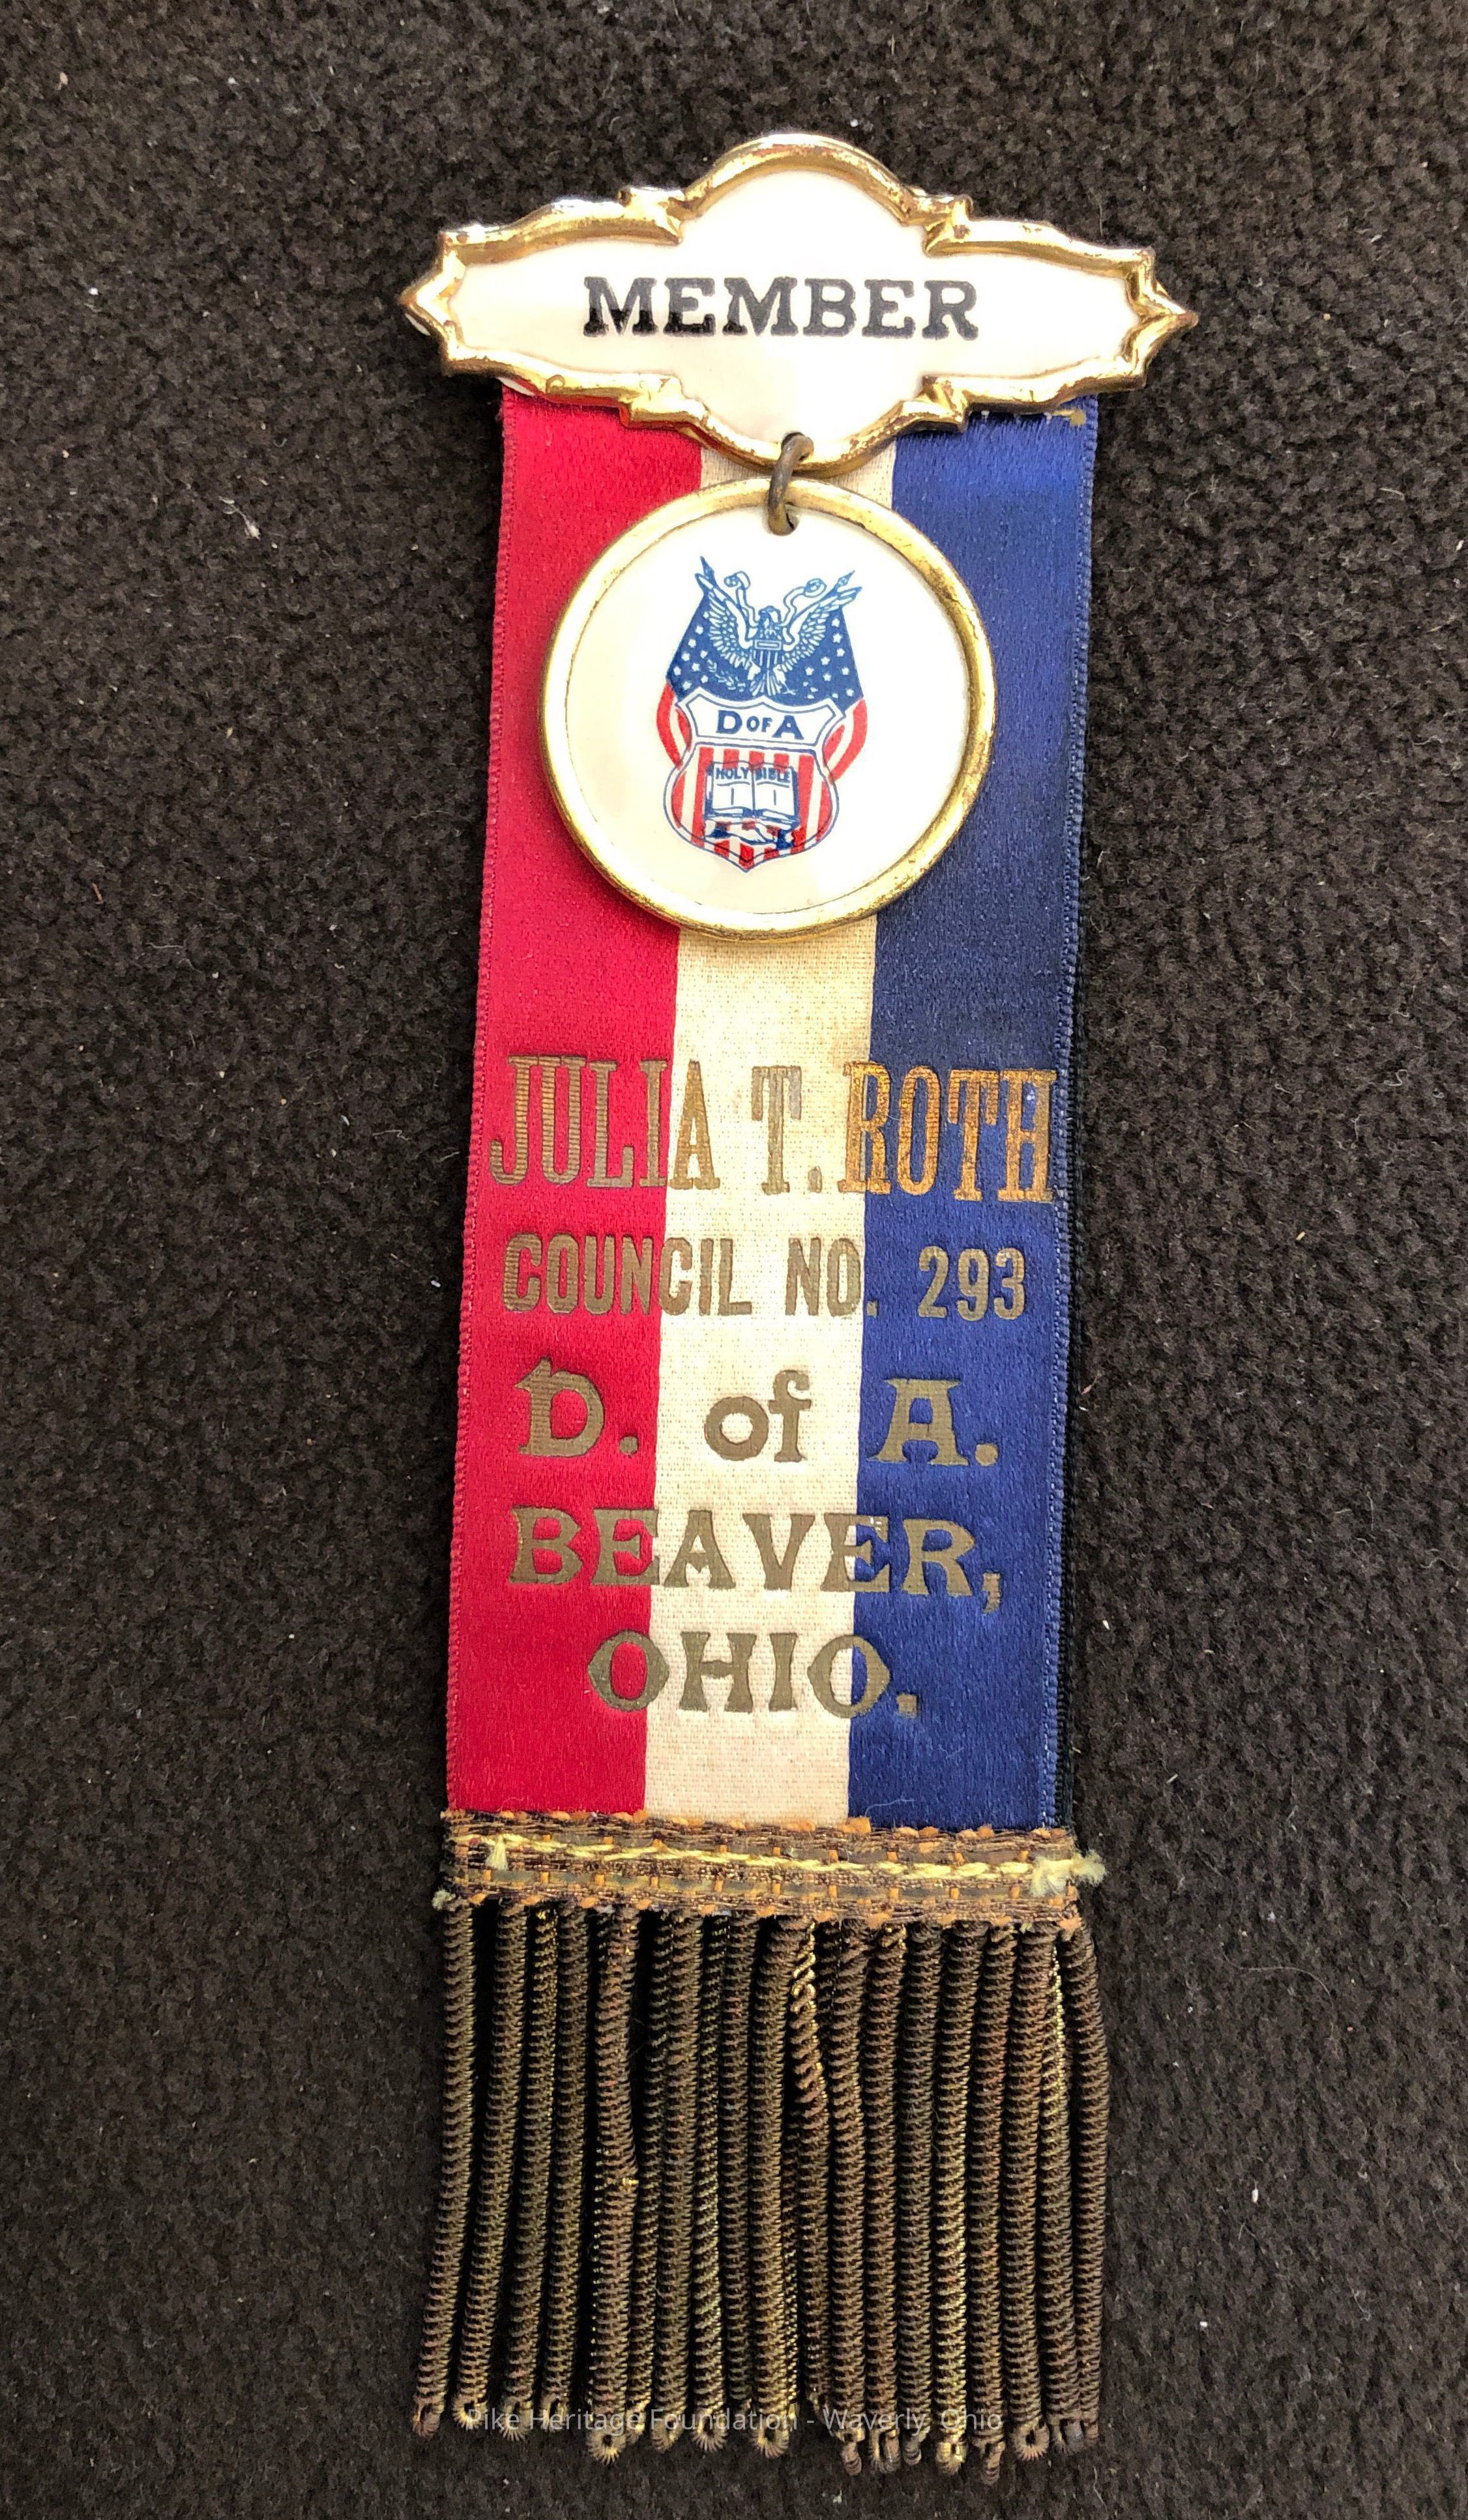 MEMBER
D OF A
HOLY BIBLE
JULIA T. ROTH
COUNCIL NO. 293
D. of A.
BEAVER,
OHIO.
Pike Heritage Foundation - Waverly, Ohio